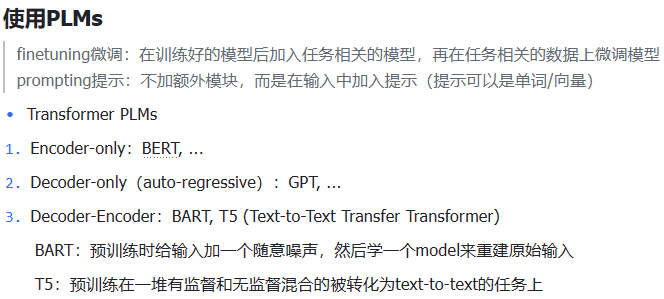 使用PLMs
finetuning微调：在训练好的模型后加入任务相关的模型，再在任务相关的数据上微调模型
prompting提示：不加额外模块，而是在输入中加入提示（提示可以是单词/向量）
• Transformer PLMs
1. Encoder-only：BERT, ...
2. Decoder-only（auto-regressive）：GPT, ...
3. Decoder-Encoder：BART, T5 (Text-to-Text Transfer Transformer)
BART：预训练时给输入加一个随意噪声，然后学一个model来重建原始输入
T5：预训练在一堆有监督和无监督混合的被转化为text-to-text的任务上